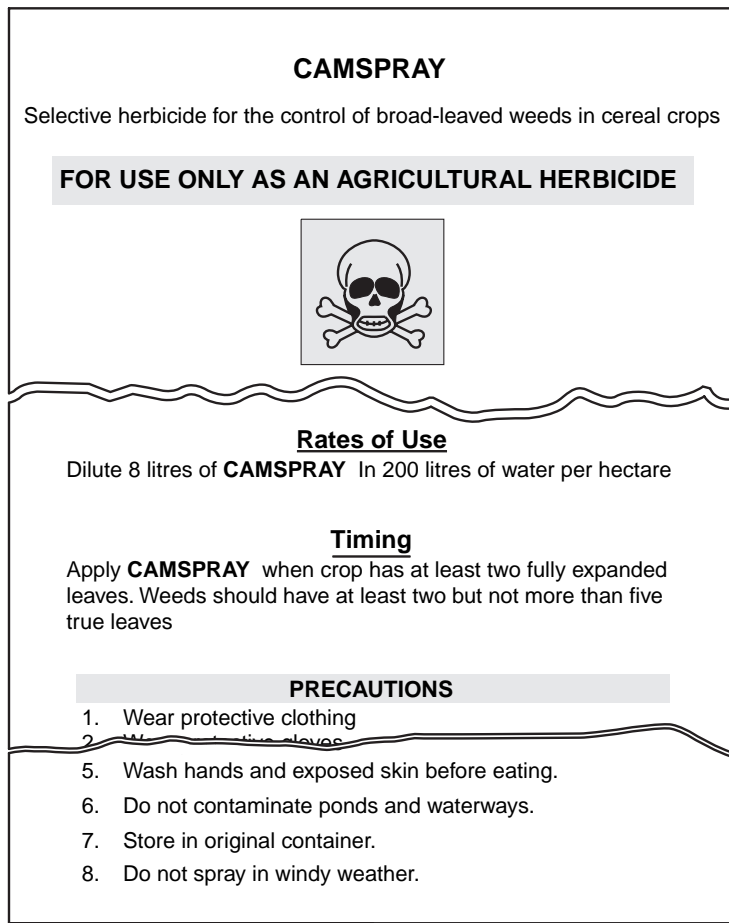 CAMSPRAY
Selective herbicide for the control of broad-leaved weeds in cereal crops
FOR USE ONLY AS AN AGRICULTURAL HERBICIDE
Rates of Use
Dilute 8 litres of CAMSPRAY In 200 litres of water per hectare
Timing
Apply CAMSPRAY when crop has at least two fully expanded
leaves. Weeds should have at least two but not more than five
true leaves
PRECAUTIONS
1. Wear protective clothing
2. Wear protective gloves
5. Wash hands and exposed skin before eating.
6. Do not contaminate ponds and waterways.
7. Store in original container.
8. Do not spray in windy weather.